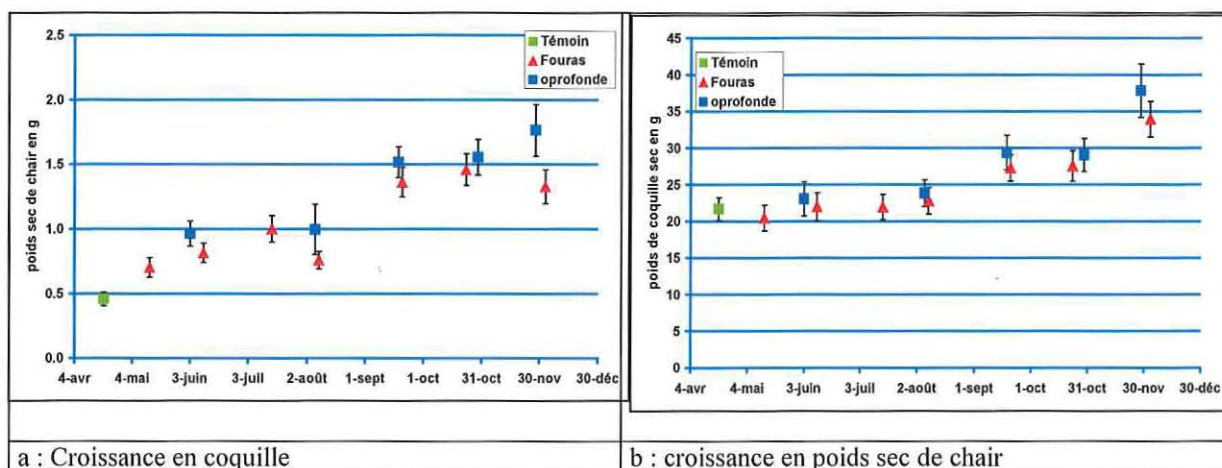 2.5
2.0
1.5
1.0
0.5
0.0
poids sec de chair en g
Témoin
Fouras
oprofonde
4-avr 4-mai 3-juin 3-juil 2-août 1-sept 1-oct 31-oct 30-nov 30-déc
45
40
35
30
25
20
15
10
5
0
poids de coquille sec en g
Témoin
Fouras
oprofonde
4-avr 4-mai 3-juin 3-juil 2-août 1-sept 1-oct 31-oct 30-nov 30-déc
a : Croissance en coquille
b : croissance en poids sec de chair